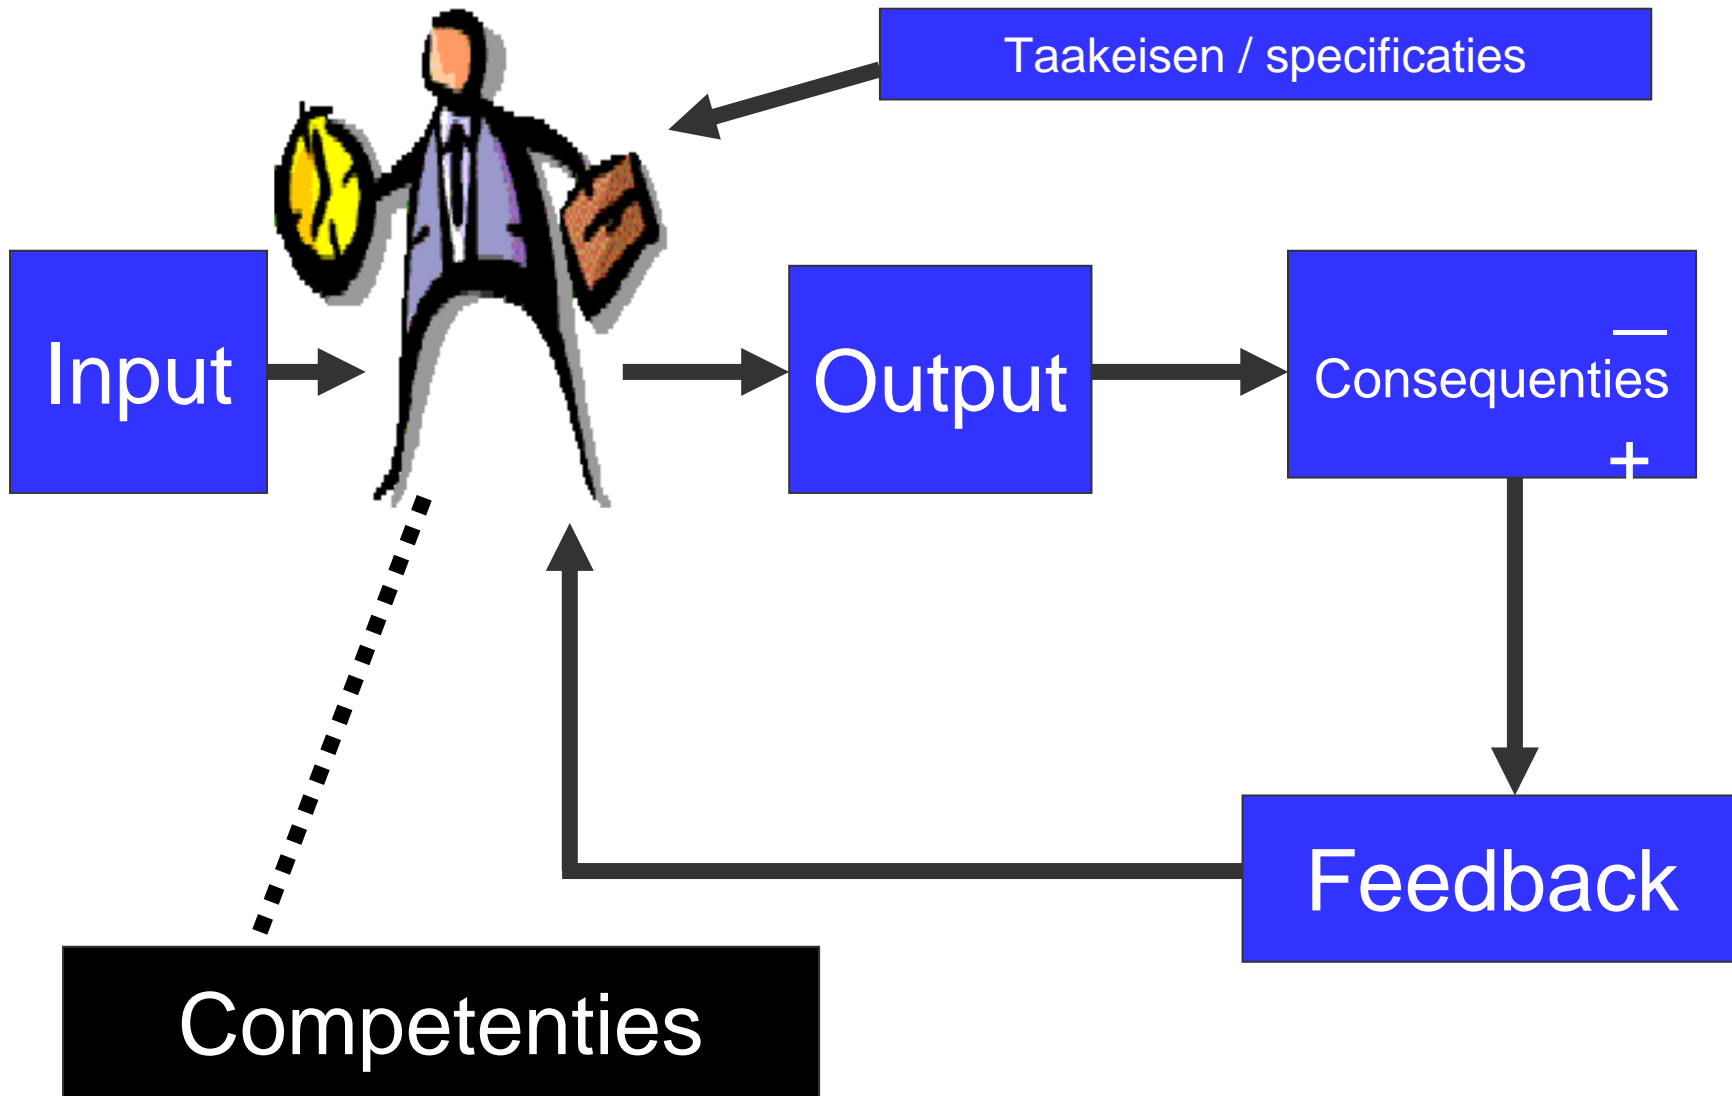 Taakeisen / specificaties
Input
Output
–
Consequenties
+
Feedback
Competenties